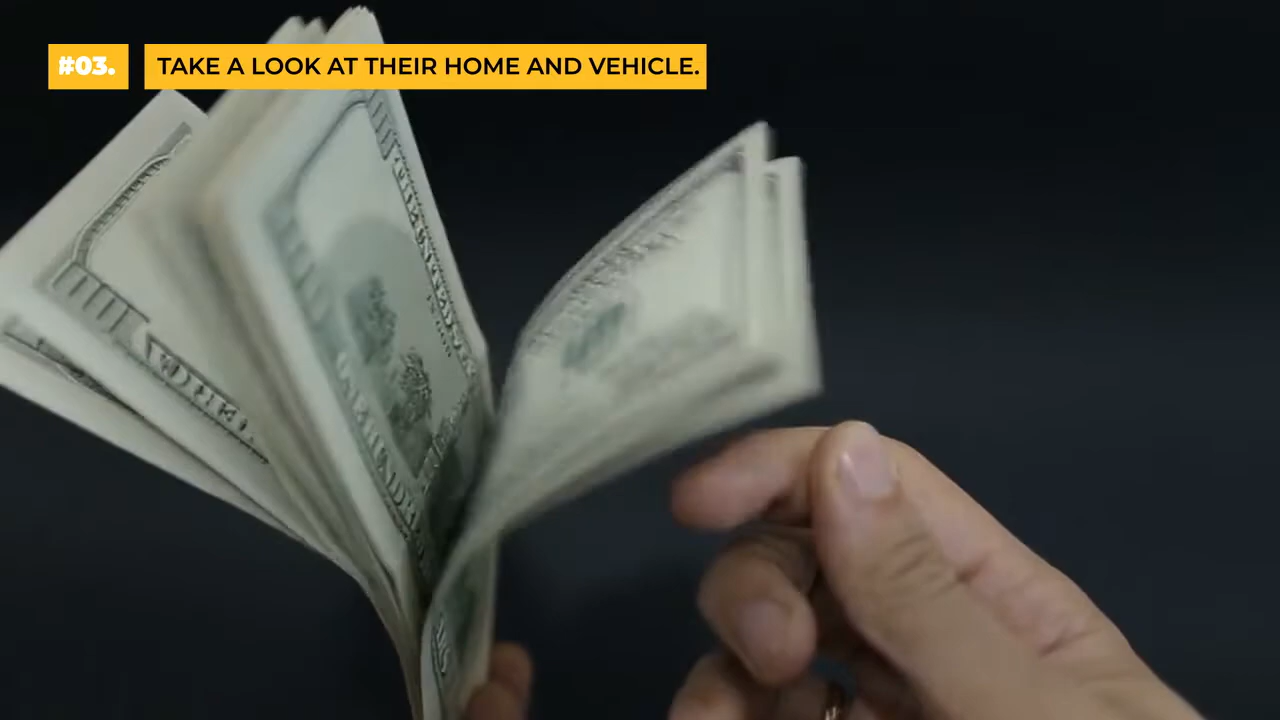 #03. TAKE A LOOK AT THEIR HOME AND VEHICLE.